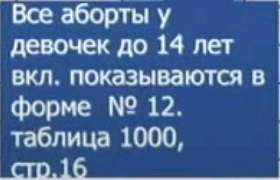 Все аборты у
девочек до 14 лет
вкл. показываются в
форме № 12.
таблица 1000,
стр.16